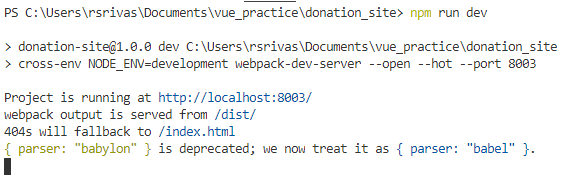 PS C:\Users\rsrivas\Documents\vue_practice\donation_site> npm run dev
> donation-site@1.0.0 dev C:\Users\rsrivas\Documents\vue_practice\donation_site
> cross-env NODE_ENV=development webpack-dev-server --open --hot --port 8003
Project is running at http://localhost:8003/
webpack output is served from /dist/
404s will fallback to /index.html
{ parser: "babylon" } is deprecated; we now treat it as { parser: "babel" }.